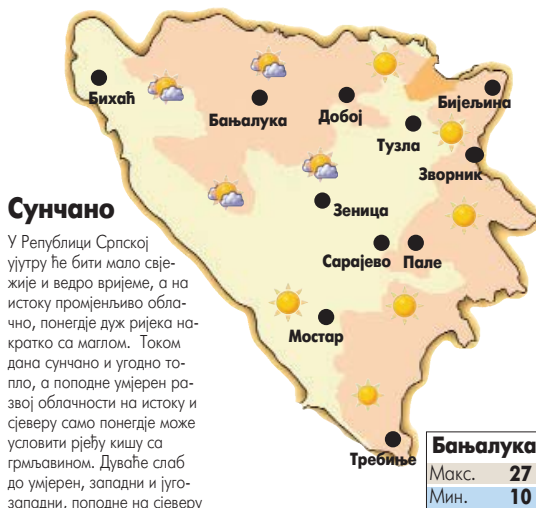 Бихаћ
Бањалука
Добој
Бијељина
Тузла
Зворник
Зеница
Сарајево
Пале
Мостар
Требиње
Сунчано
У Републици Српској
ујутру ће бити мало свје-
жије и ведро вријеме, а на
истоку промјенљиво обла-
чно, понегдје дуж ријека на-
кратко са маглом. Током
дана сунчано и угодно то-
пло, а поподне умјерен ра-
звој облачности на истоку и
сјеверу само понегдје може
условити рјеђу кишу са
грмљавином. Дуваће слаб
до умјерен, западни и југо-
западни, поподне на сјеверу
Бањалука
Макс. 27
Мин. 10